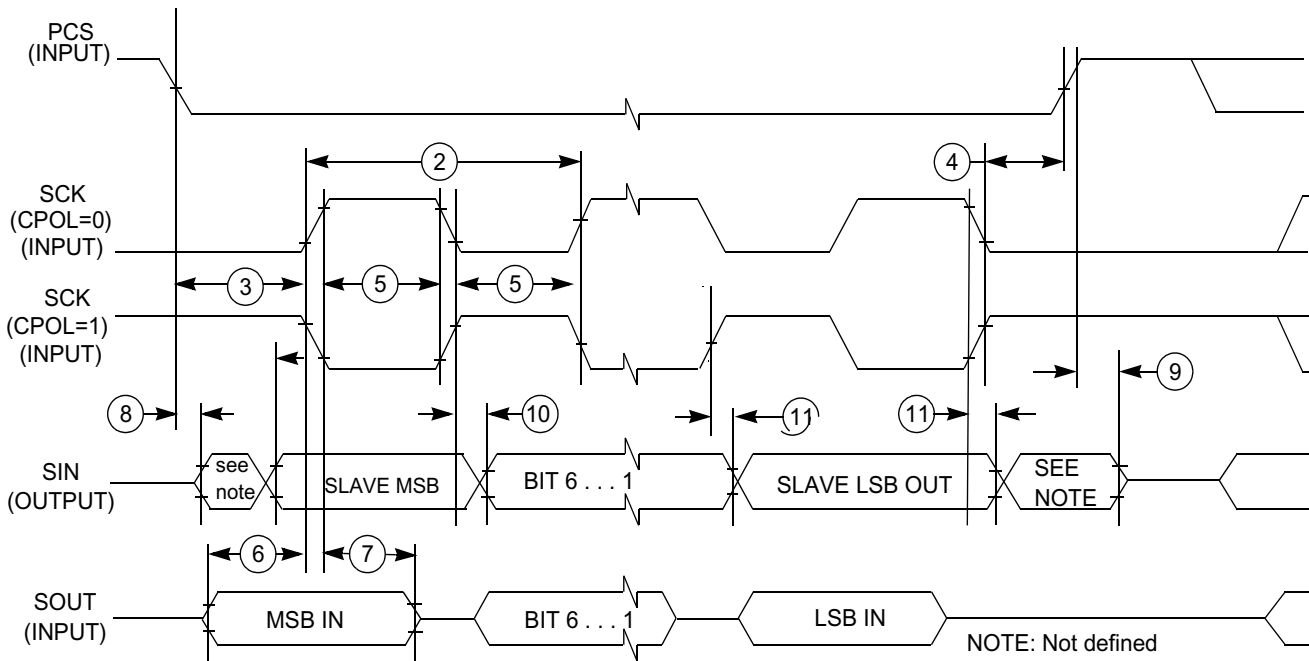 PCS
(INPUT)
2
4
SCK
(CPOL=0)
(INPUT)
3
5
5
SCK
(CPOL=1)
(INPUT)
8
10
11
11
9
SIN
(OUTPUT)
see
note
SLAVE MSB
BIT 6 . . . 1
SLAVE LSB OUT
SEE
NOTE
6
7
SOUT
(INPUT)
MSB IN
BIT 6 . . . 1
LSB IN
NOTE: Not defined